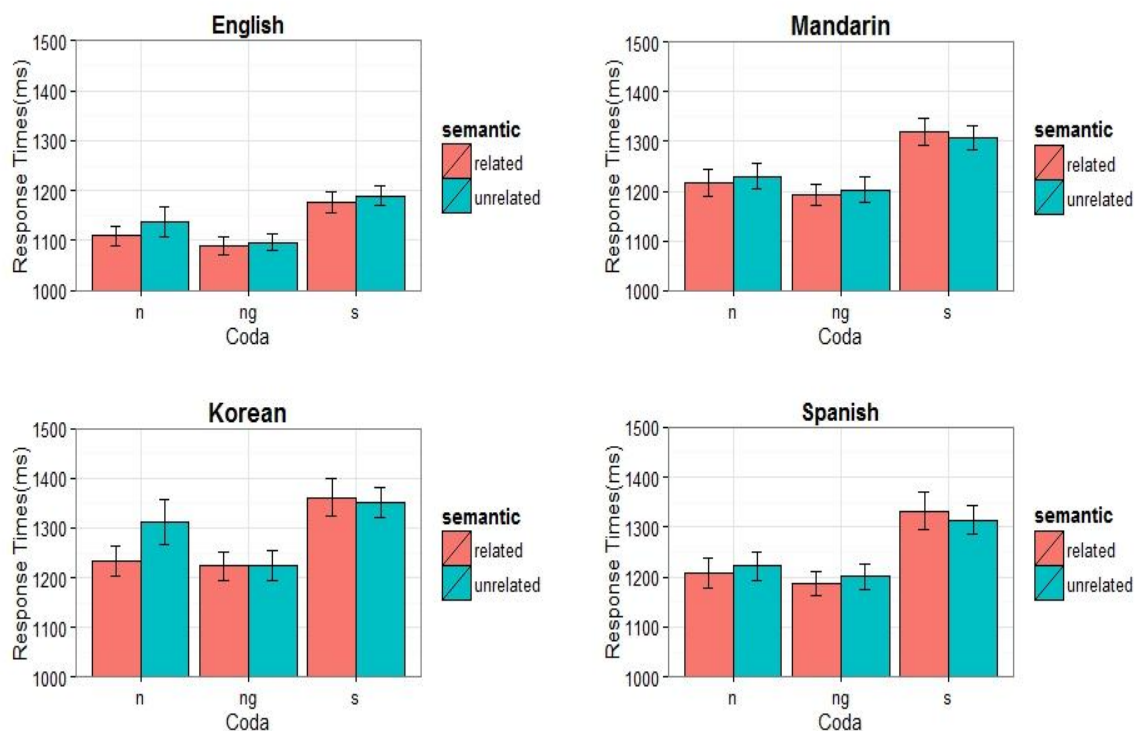 English
1500
1400
1300
1200
1100
1000
Response Times(ms)
n
ng
s
Coda
semantic
related
unrelated
Mandarin
1500
1400
1300
1200
1100
1000
Response Times(ms)
n
ng
s
Coda
semantic
related
unrelated
Korean
1500
1400
1300
1200
1100
1000
Response Times(ms)
n
ng
s
Coda
semantic
related
unrelated
Spanish
1500
1400
1300
1200
1100
1000
Response Times(ms)
n
ng
s
Coda
semantic
related
unrelated